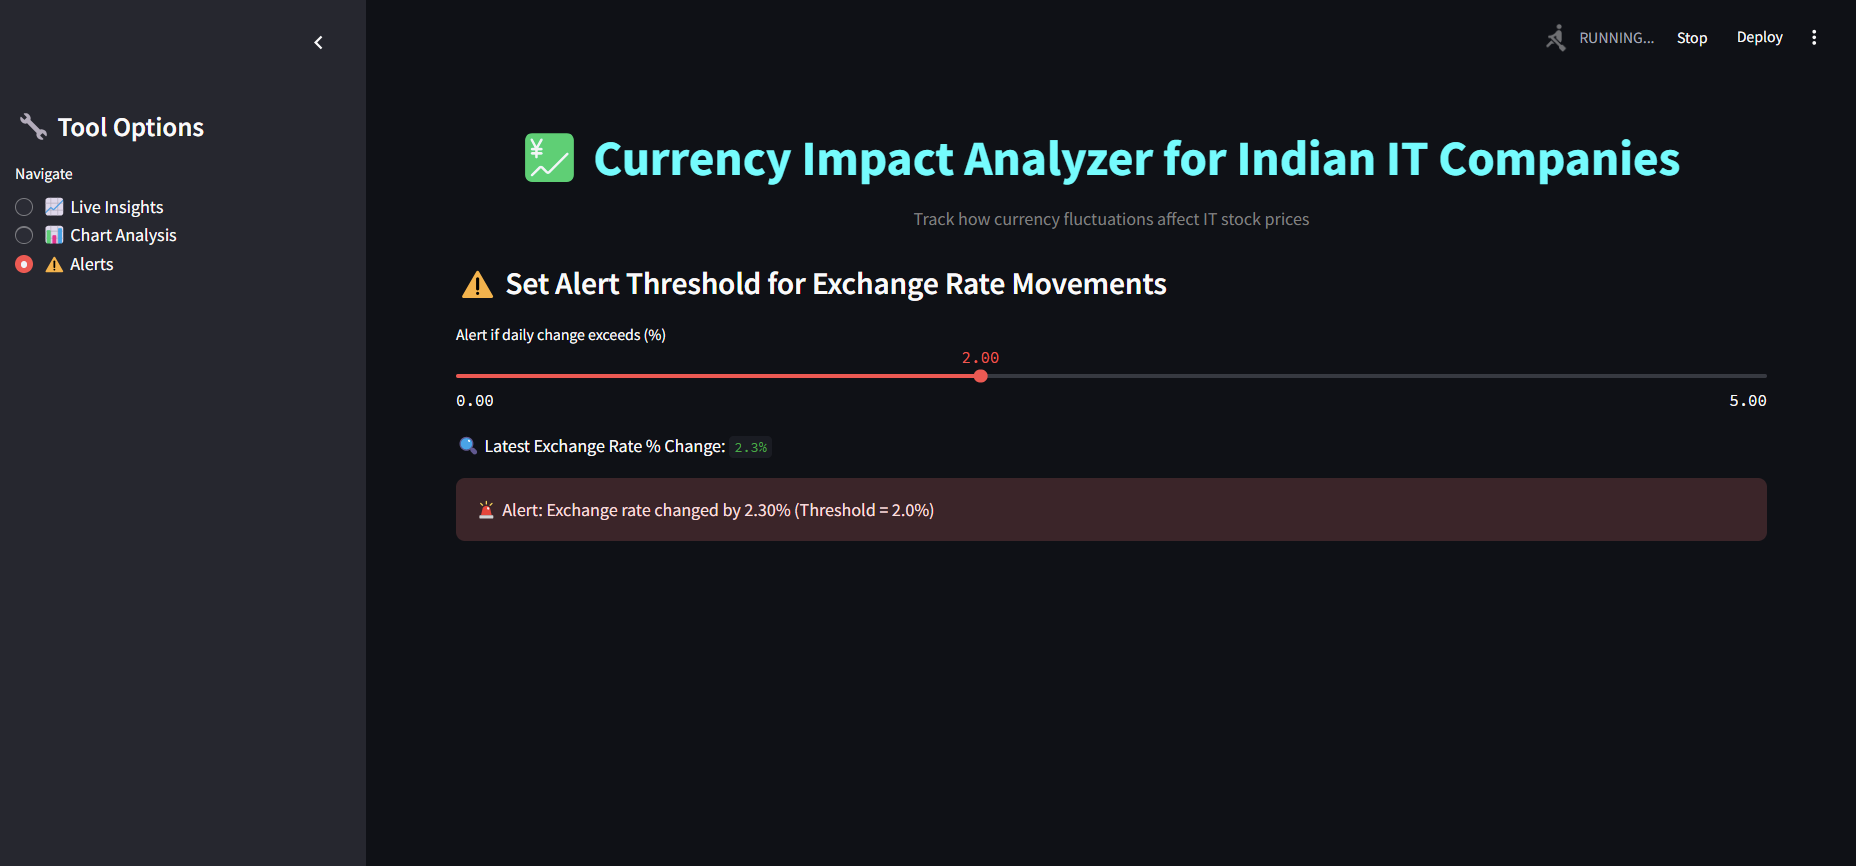 RUNNING...
Stop
Deploy
Tool Options
Navigate
Live Insights
Chart Analysis
Alerts
¥
Currency Impact Analyzer for Indian IT Companies
Track how currency fluctuations affect IT stock prices
Set Alert Threshold for Exchange Rate Movements
Alert if daily change exceeds (%)
2.00
0.00
5.00
Latest Exchange Rate % Change: 2.3%
Alert: Exchange rate changed by 2.30% (Threshold = 2.0%)